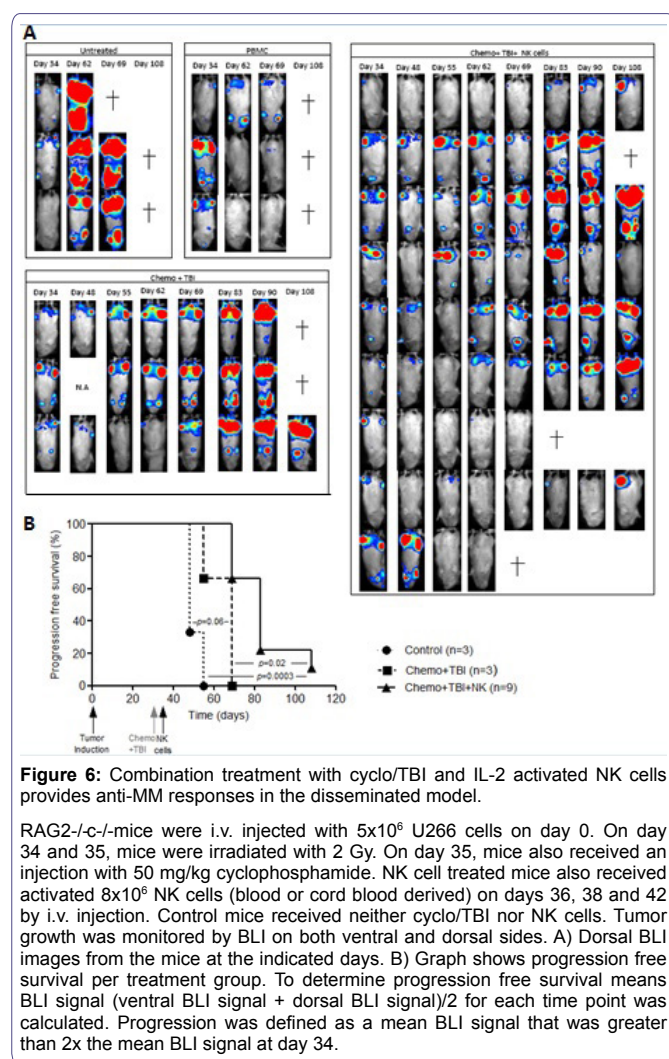 A
Untreated
Day 34 Day 62 Day 69 Day 108
PBMC
Day 34 Day 62 Day 69 Day 108
Chemo+ TBI+ NK cells
Day 34 Day 48 Day 55 Day 62 Day 69 Day 83 Day 90 Day 108
Chemo + TBI
Day 34 Day 48 Day 55 Day 62 Day 69 Day 83 Day 90 Day 108
N.A
B
Progression free survival (%)
100
80
60
40
20
0
0 20 40 60 80 100 120
Time (days)
p=0.06
p=0.02
p=0.0003
Tumor
Induction
Chemo
+TBI
NK
cells
Control (n=3)
Chemo+TBI (n=3)
Chemo+TBI+NK (n=9)
Figure 6: Combination treatment with cyclo/TBI and IL-2 activated NK cells
provides anti-MM responses in the disseminated model.
RAG2-/-c-/-mice were i.v. injected with 5x10⁶ U266 cells on day 0. On day
34 and 35, mice were irradiated with 2 Gy. On day 35, mice also received an
injection with 50 mg/kg cyclophosphamide. NK cell treated mice also received
activated 8x10⁶ NK cells (blood or cord blood derived) on days 36, 38 and 42
by i.v. injection. Control mice received neither cyclo/TBI nor NK cells. Tumor
growth was monitored by BLI on both ventral and dorsal sides. A) Dorsal BLI
images from the mice at the indicated days. B) Graph shows progression free
survival per treatment group. To determine progression free survival means
BLI signal (ventral BLI signal + dorsal BLI signal)/2 for each time point was
calculated. Progression was defined as a mean BLI signal that was greater
than 2x the mean BLI signal at day 34.